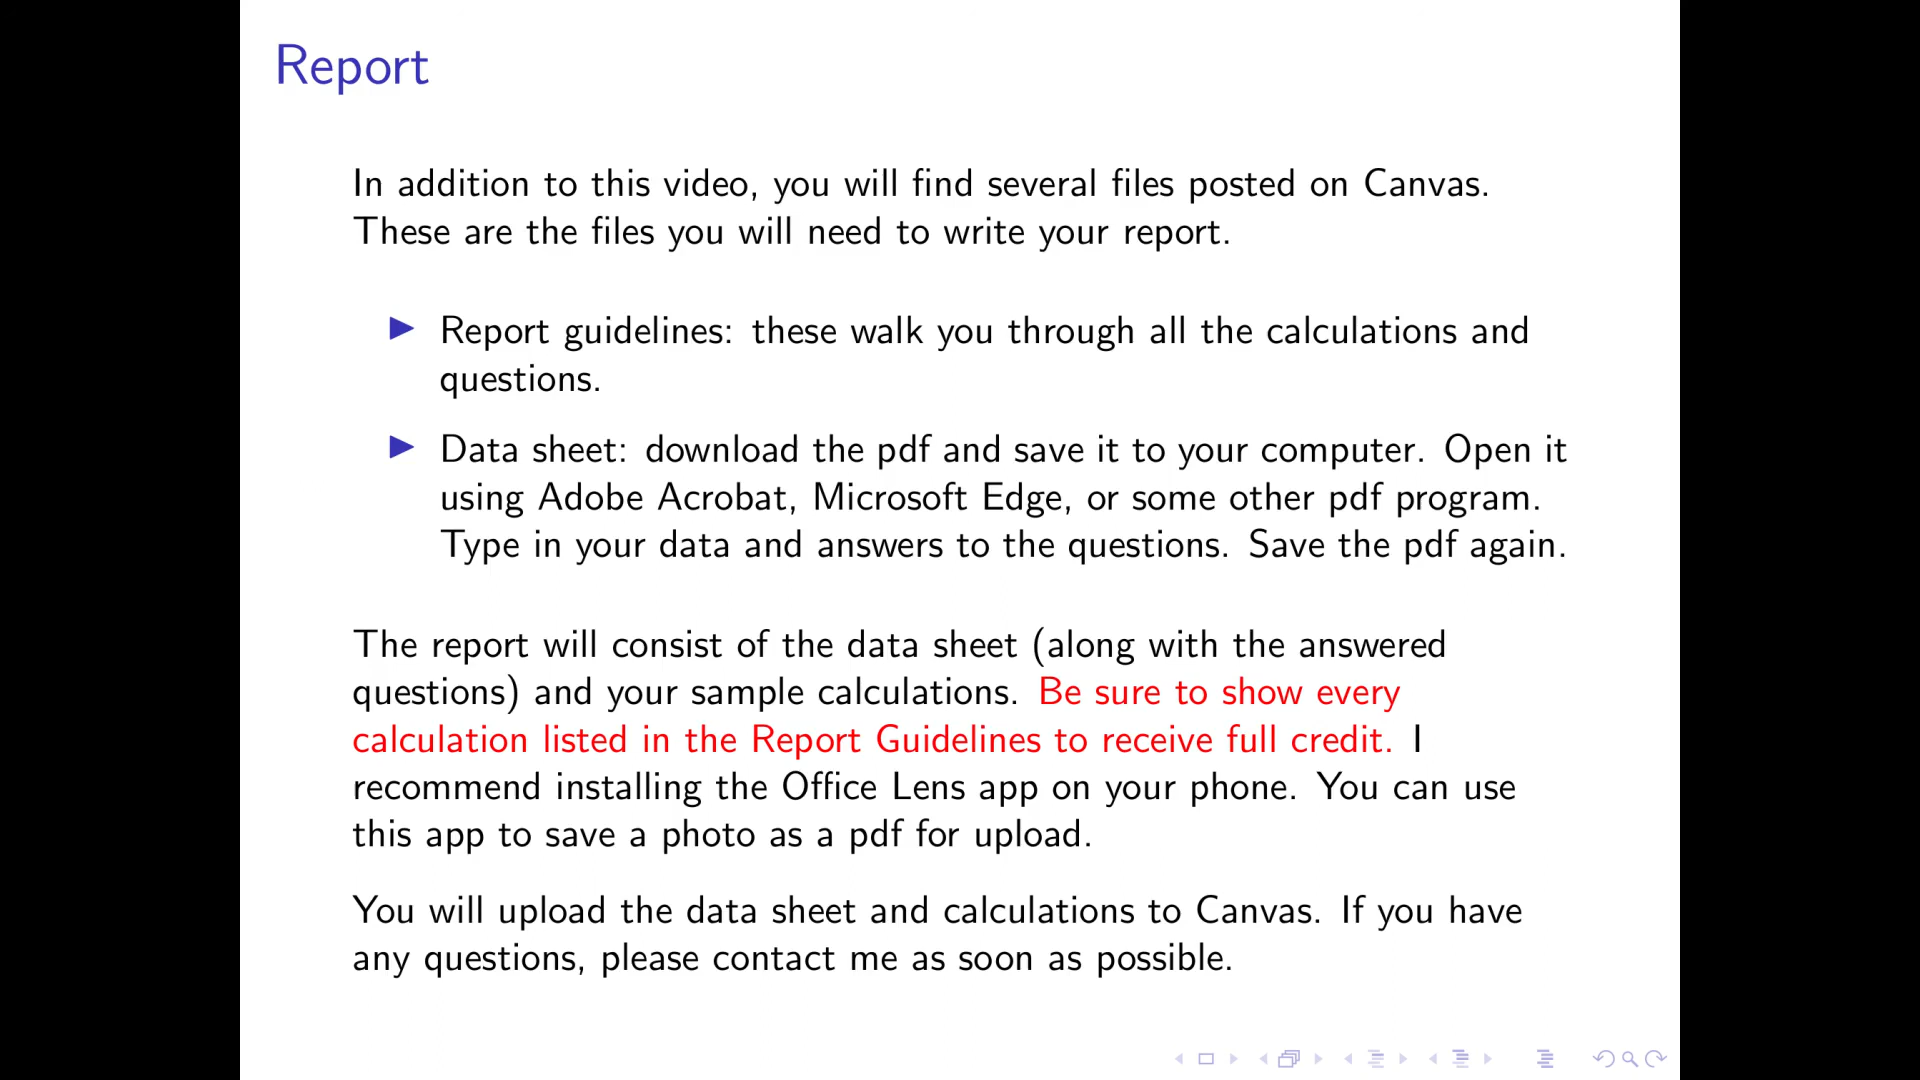 Report
In addition to this video, you will find several files posted on Canvas.
These are the files you will need to write your report.
Report guidelines: these walk you through all the calculations and
questions.
Data sheet: download the pdf and save it to your computer. Open it
using Adobe Acrobat, Microsoft Edge, or some other pdf program.
Type in your data and answers to the questions. Save the pdf again.
The report will consist of the data sheet (along with the answered
questions) and your sample calculations. Be sure to show every
calculation listed in the Report Guidelines to receive full credit. I
recommend installing the Office Lens app on your phone. You can use
this app to save a photo as a pdf for upload.
You will upload the data sheet and calculations to Canvas. If you have
any questions, please contact me as soon as possible.